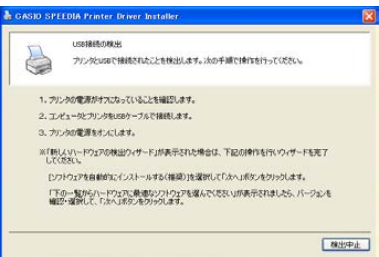 CASIO SPEEDIA Printer Driver Installer
USB接続の検出
プリンタとUSBで接続されたことを検出します。次の手順で操作を行ってください。
1. プリンタの電源がオフになっていることを確認します。
2. コンピュータとプリンタをUSBケーブルで接続します。
3. プリンタの電源をオンにします。
※「新しいハードウェアの検出ウィザード」が表示された場合は、下記の操作を行いウィザードを完了
してください。
[ソフトウェアを自動的にインストールする(推奨)]を選択して「次へ」ボタンをクリックします。
「下の一覧からハードウェアに最適なソフトウェアを選んでください」が表示されましたら、バージョンを
確認・選択して、「次へ」ボタンをクリックします。
検出中止